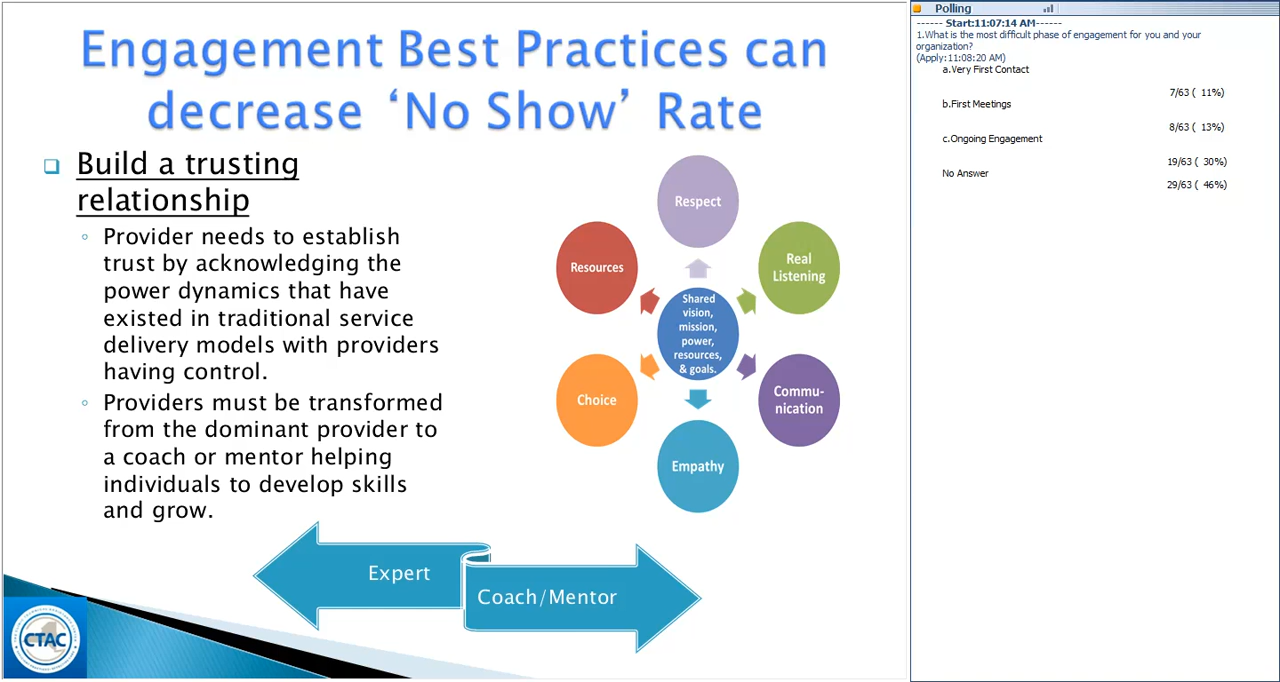 Engagement Best Practices can
decrease ‘No Show’ Rate
Build a trusting
relationship
Provider needs to establish
trust by acknowledging the
power dynamics that have
existed in traditional service
delivery models with providers
having control.
Providers must be transformed
from the dominant provider to
a coach or mentor helping
individuals to develop skills
and grow.
Respect
Real
Listening
Commu-
nication
Empathy
Choice
Resources
Shared
vision,
mission,
power,
resources,
& goals.
Expert
Coach/Mentor
CTAC
Polling
------ Start:11:07:14 AM------
1.What is the most difficult phase of engagement for you and your
organization?
(Apply:11:08:20 AM)
a.Very First Contact
7/63 ( 11%)
b.First Meetings
8/63 ( 13%)
c.Ongoing Engagement
19/63 ( 30%)
No Answer
29/63 ( 46%)